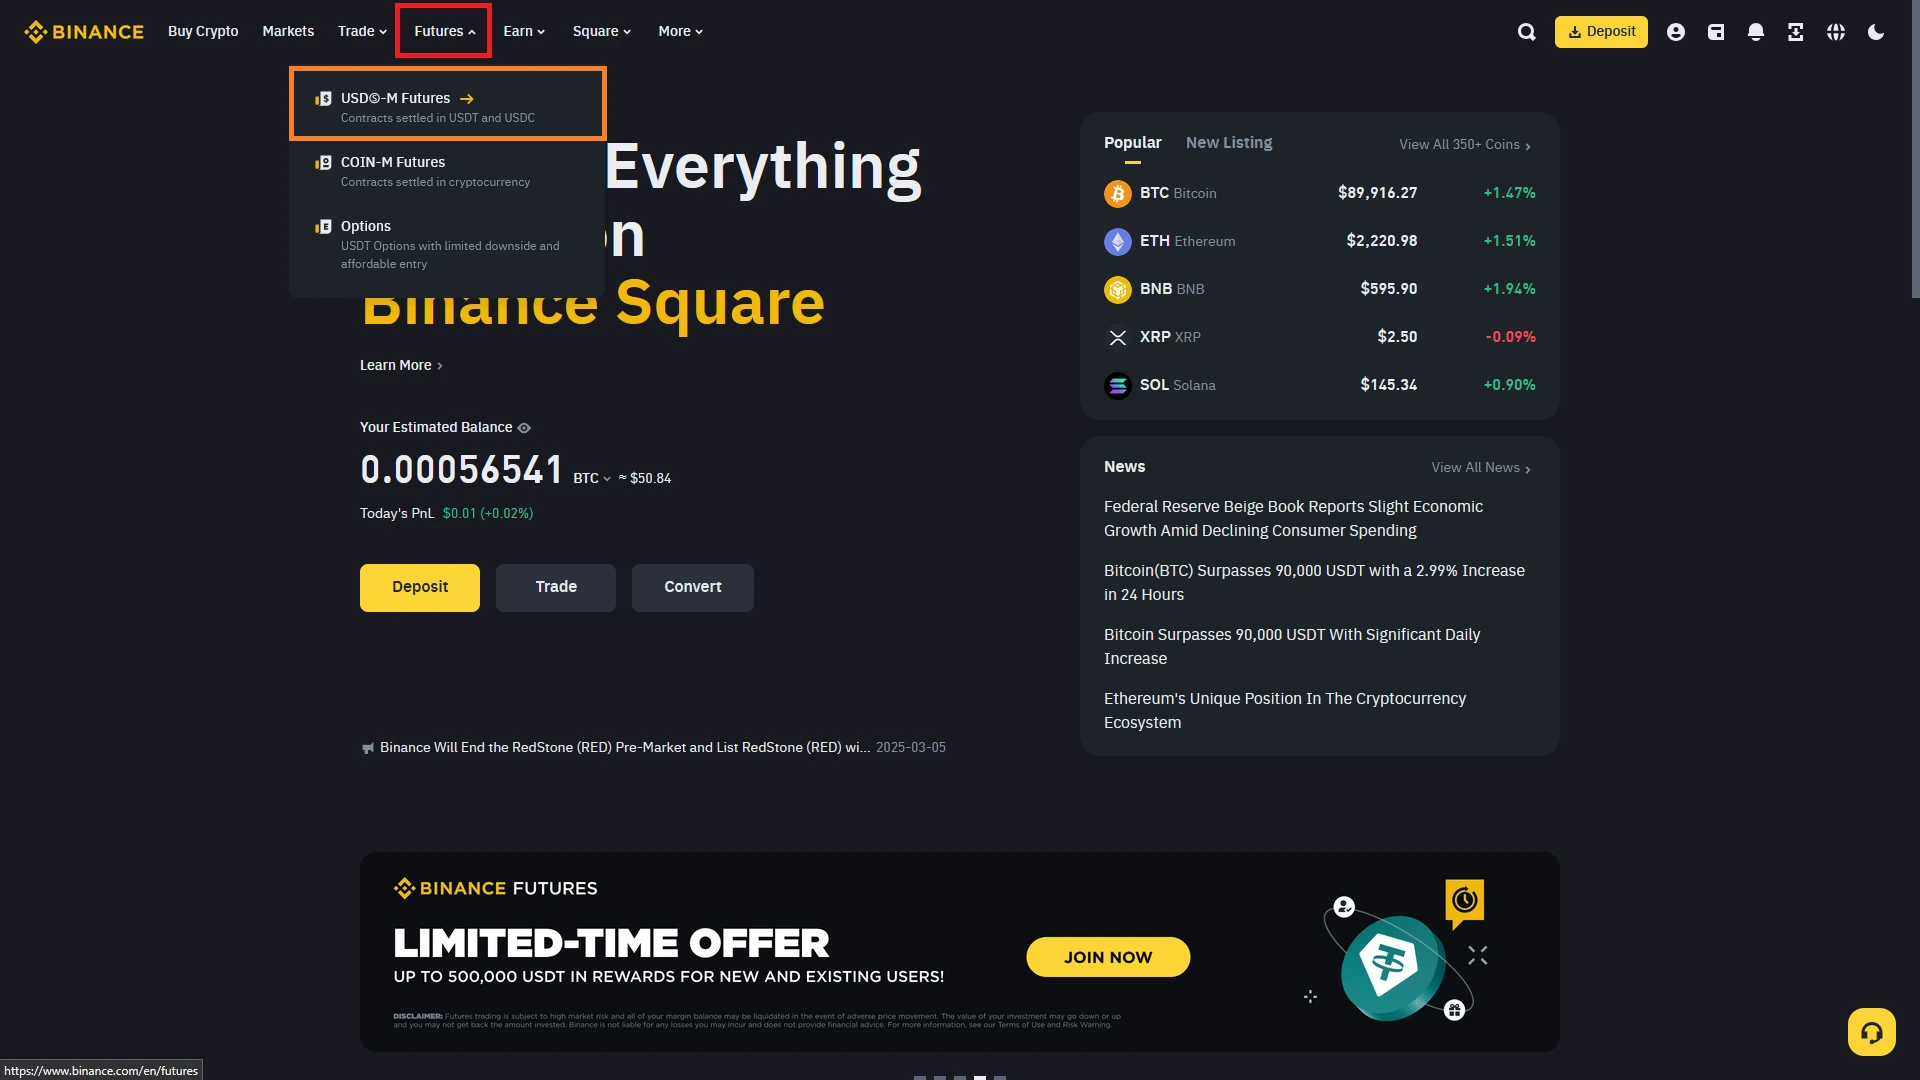 BINANCE
Buy Crypto
Markets
Trade
Futures
Earn
Square
More
Deposit
USDⓈ-M Futures
Contracts settled in USDT and USDC
COIN-M Futures
Contracts settled in cryptocurrency
Options
USDT Options with limited downside and
affordable entry
Everything
on
Binance Square
Learn More
Your Estimated Balance
0.00056541 BTC ≈ $50.84
Today's PnL $0.01 (+0.02%)
Deposit
Trade
Convert
Binance Will End the RedStone (RED) Pre-Market and List RedStone (RED) wi... 2025-03-05
Popular
New Listing
View All 350+ Coins
BTC Bitcoin $89,916.27 +1.47%
ETH Ethereum $2,220.98 +1.51%
BNB BNB $595.90 +1.94%
XRP XRP $2.50 -0.09%
SOL Solana $145.34 +0.90%
News
View All News
Federal Reserve Beige Book Reports Slight Economic
Growth Amid Declining Consumer Spending
Bitcoin(BTC) Surpasses 90,000 USDT with a 2.99% Increase
in 24 Hours
Bitcoin Surpasses 90,000 USDT With Significant Daily
Increase
Ethereum's Unique Position In The Cryptocurrency
Ecosystem
BINANCE FUTURES
LIMITED-TIME OFFER
UP TO 500,000 USDT IN REWARDS FOR NEW AND EXISTING USERS!
JOIN NOW
DISCLAIMER: Futures trading is subject to high market risk and all of your margin balance may be liquidated in the event of adverse price movement. The value of your investment may go down or up
and you may not get back the amount invested. Binance is not liable for any losses you may incur and does not provide financial advice. For more information, see our Terms of Use and Risk Warning.
https://www.binance.com/en/futures